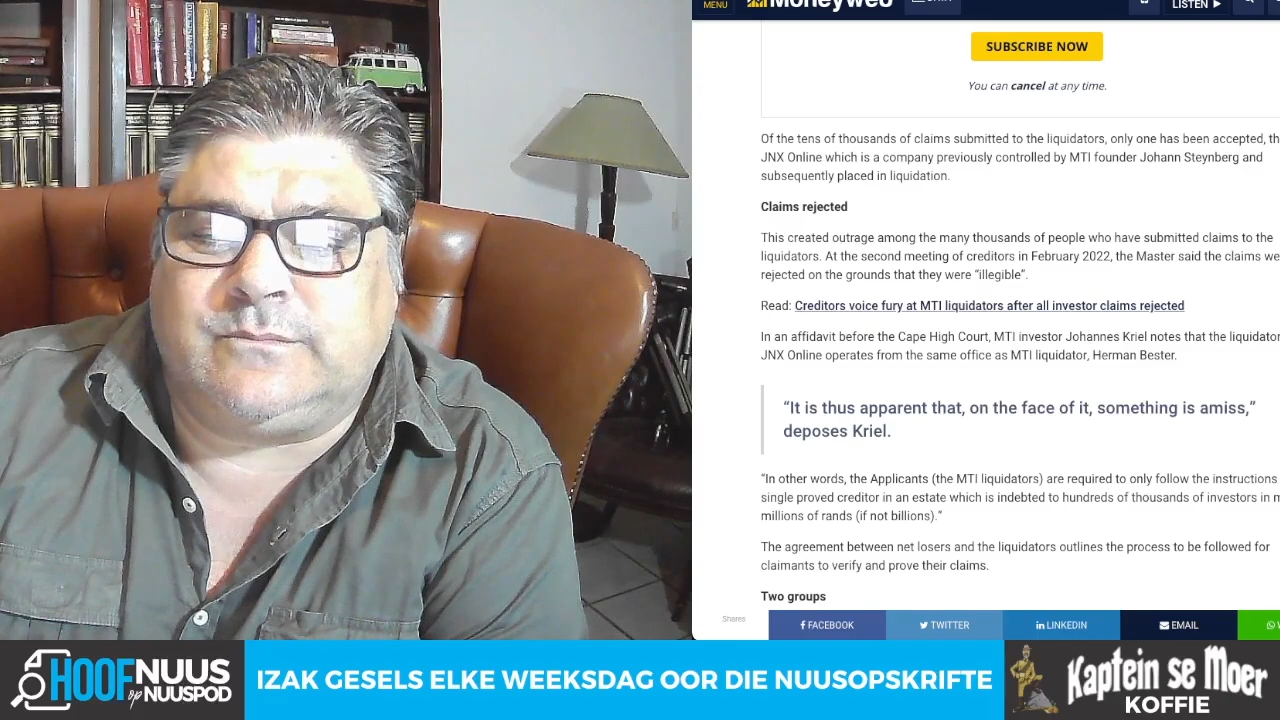 MENU
Moneyweb
LISTEN
SUBSCRIBE NOW
You can cancel at any time.
Of the tens of thousands of claims submitted to the liquidators, only one has been accepted,
JNX Online which is a company previously controlled by MTI founder Johann Steynberg and
subsequently placed in liquidation.
Claims rejected
This created outrage among the many thousands of people who have submitted claims to the
liquidators. At the second meeting of creditors in February 2022, the Master said the claims
rejected on the grounds that they were “illegible”.
Read: Creditors voice fury at MTI liquidators after all investor claims rejected
In an affidavit before the Cape High Court, MTI investor Johannes Kriel notes that the liquidator
JNX Online operates from the same office as MTI liquidator, Herman Bester.
“It is thus apparent that, on the face of it, something is amiss,”
deposes Kriel.
“In other words, the Applicants (the MTI liquidators) are required to only follow the instructions
single proved creditor in an estate which is indebted to hundreds of thousands of investors in
millions of rands (if not billions).”
The agreement between net losers and the liquidators outlines the process to be followed for
claimants to verify and prove their claims.
Two groups
Shares
FACEBOOK
TWITTER
LINKEDIN
EMAIL
HOOFNUUS
op NUUSPOD
IZAK GESELS ELKE WEEKSDAG OOR DIE NUUSOPSKRIFTE
Kaptein se Moer
KOFFIE